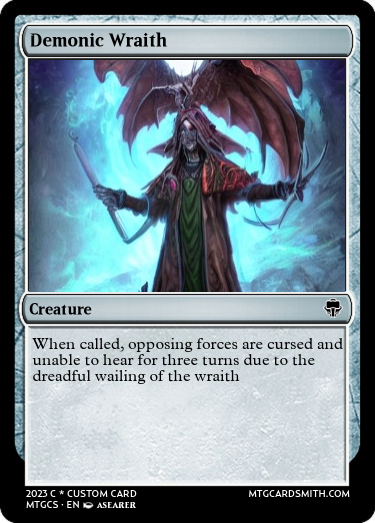 Demonic Wraith
Creature
When called, opposing forces are cursed and
unable to hear for three turns due to the
dreadful wailing of the wraith
2023 C * CUSTOM CARD
MTGCARDSMITH.COM
MTGCS · EN ASEARER